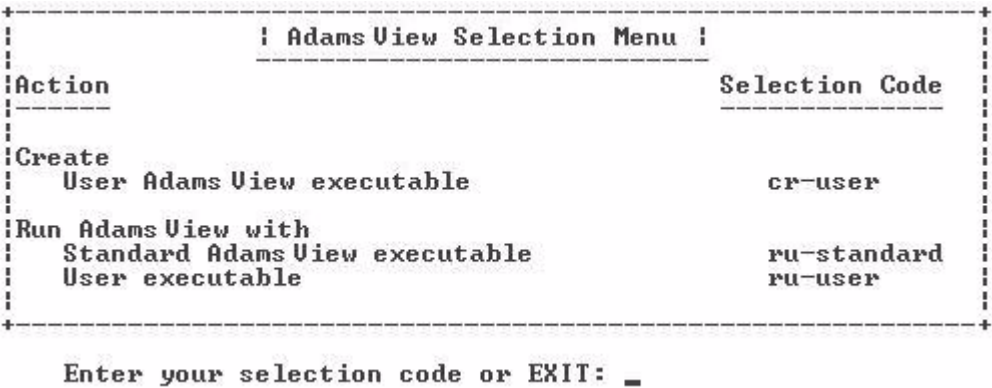 | Adams View Selection Menu |
Action Selection Code
Create
User Adams View executable cr-user
Run Adams View with
Standard Adams View executable ru-standard
User executable ru-user
Enter your selection code or EXIT: _